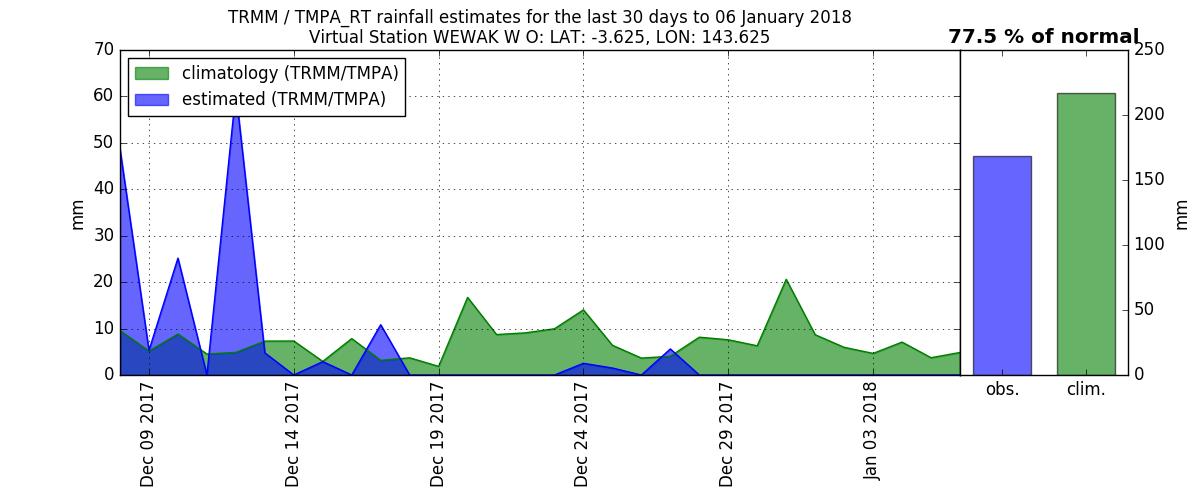 TRMM / TMPA_RT rainfall estimates for the last 30 days to 06 January 2018
Virtual Station WEWAK W O: LAT: -3.625, LON: 143.625
77.5 % of normal
climatology (TRMM/TMPA)
estimated (TRMM/TMPA)
70
60
50
40
30
20
10
0
mm
Dec 09 2017
Dec 14 2017
Dec 19 2017
Dec 24 2017
Dec 29 2017
Jan 03 2018
obs.
clim.
250
200
150
100
50
0
mm